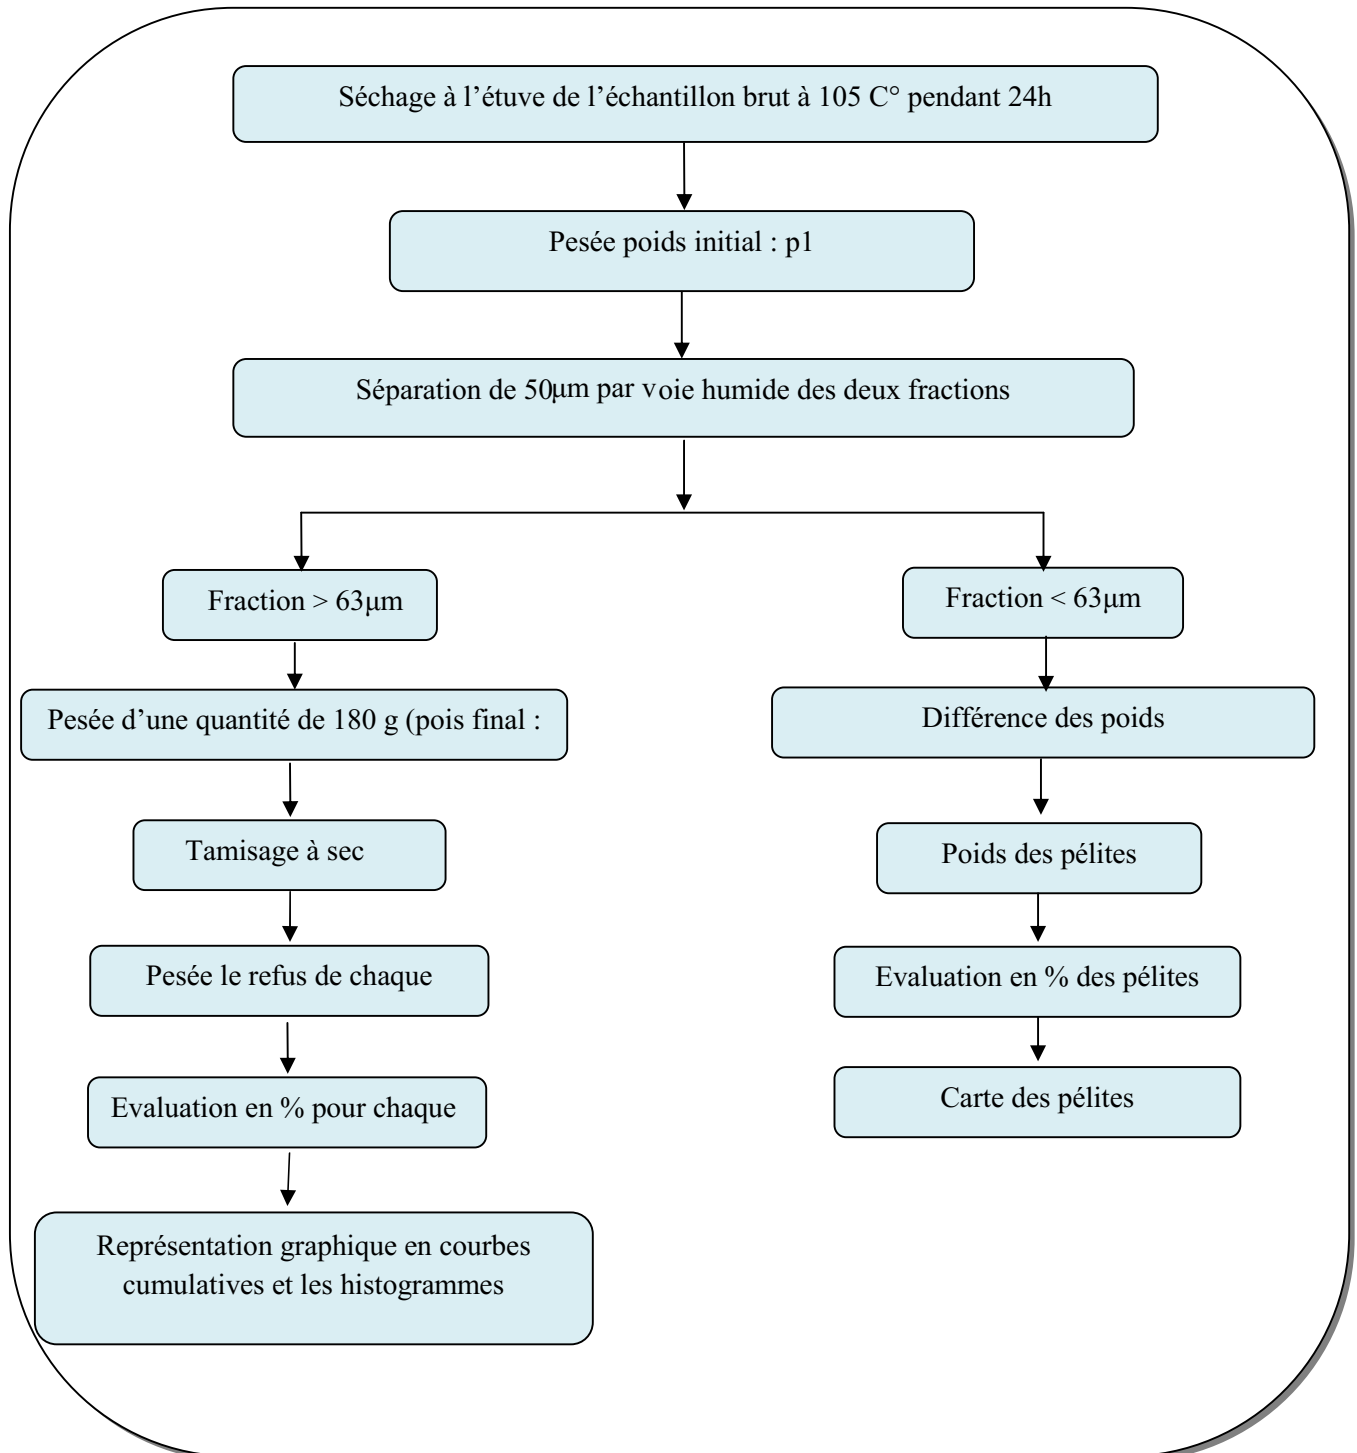 Séchage à l’étuve de l’échantillon brut à 105 C° pendant 24h
Pesée poids initial : p1
Séparation de 50µm par voie humide des deux fractions
Fraction > 63µm
Fraction < 63µm
Pesée d’une quantité de 180 g (pois final :
Différence des poids
Tamisage à sec
Poids des pélites
Pesée le refus de chaque
Evaluation en % des pélites
Evaluation en % pour chaque
Carte des pélites
Représentation graphique en courbes
cumulatives et les histogrammes